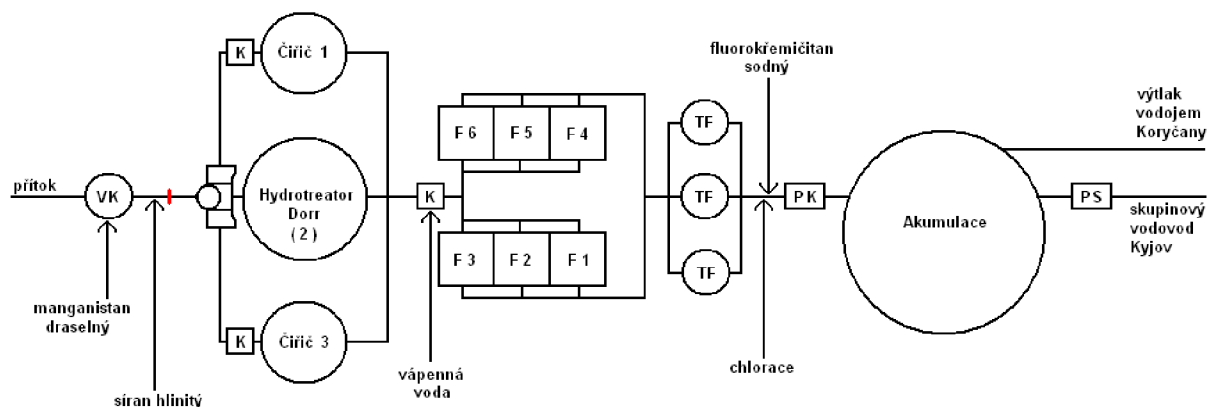 přítok
VK
manganistan
draselný
síran hlinitý
K
Čiřič 1
Hydrotreator
Dorr
( 2 )
K
Čiřič 3
K
vápenná
voda
F 6
F 5
F 4
F 3
F 2
F 1
TF
TF
TF
fluorokřemičitan
sodný
chlorace
PK
Akumulace
výtlak
vodojem
Koryčany
PS
skupinový
vodovod
Kyjov